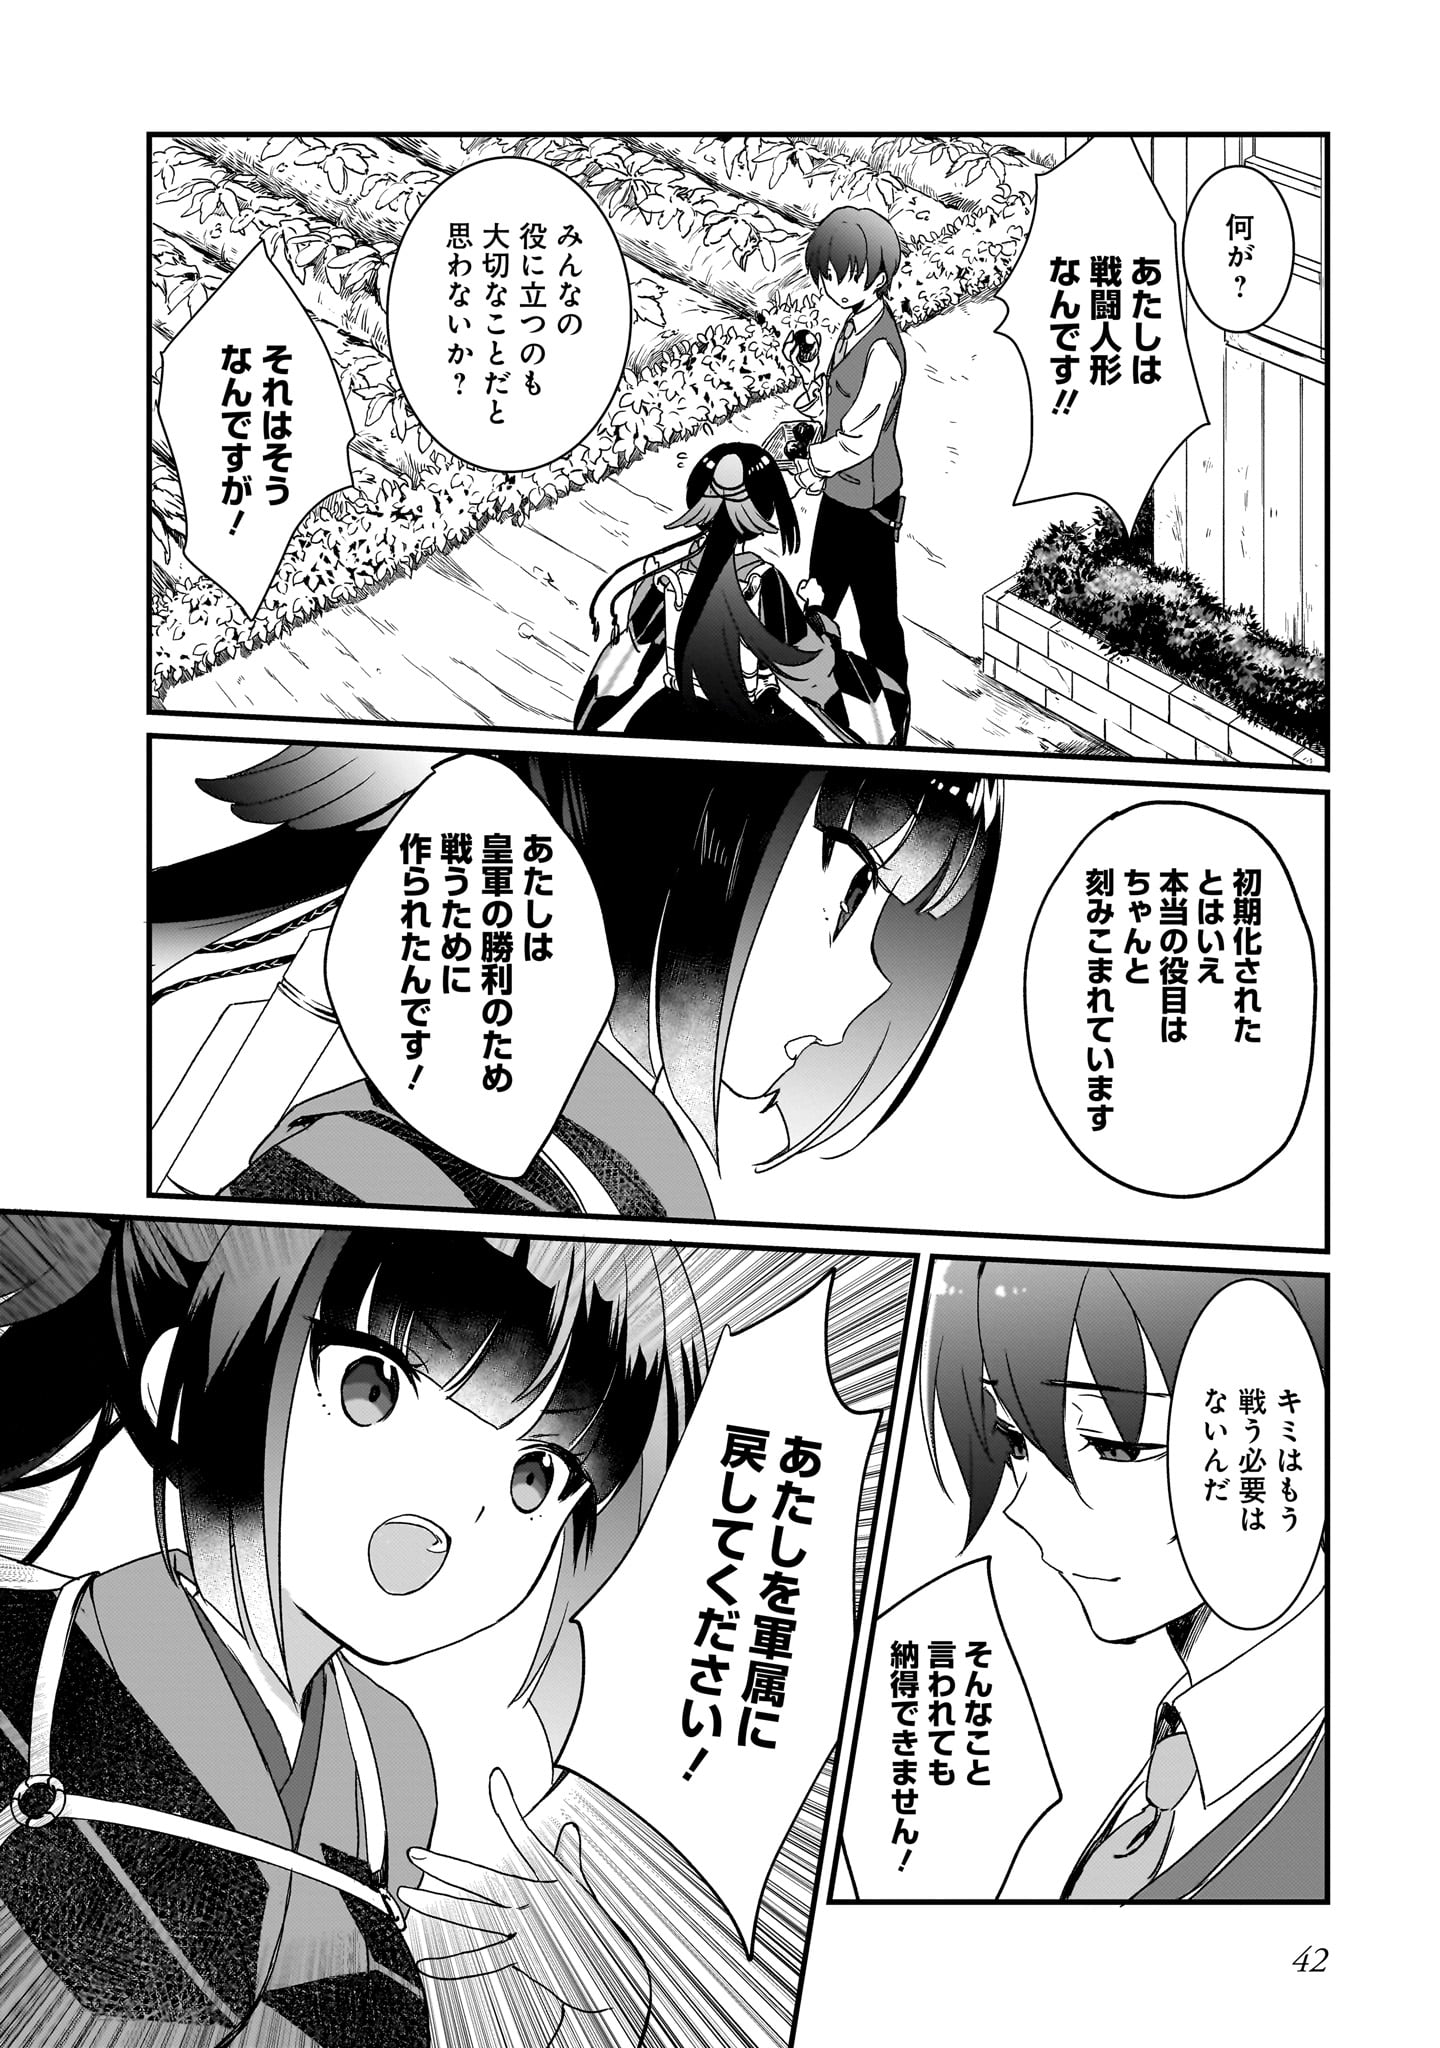 何が?
あたしは
戦闘人形
なんです!!
みんなの
役に立つのも
大切なことだと
思わないか?
それはそう
なんですが!
初期化された
とはいえ
本当の役目は
ちゃんと
刻みこまれています
あたしは
皇軍の勝利のため
戦うために
作られたんです!
キミはもう
戦う必要は
ないんだ
そんなこと
言われても
納得できません!
あたしを軍属に
戻してください!
42